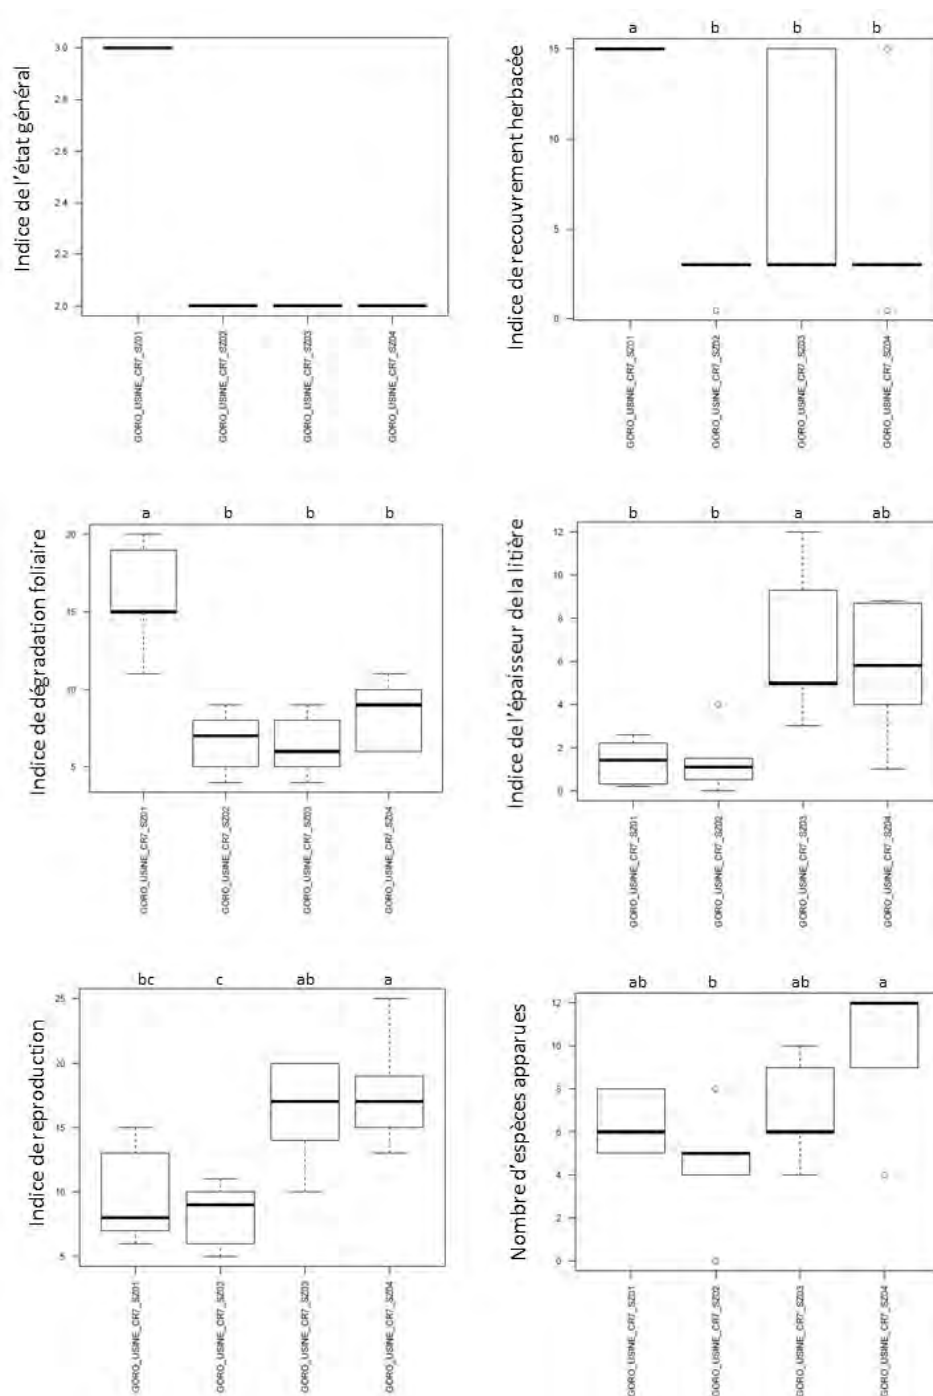 Indice de l'état général
3.0
2.8
2.6
2.4
2.2
2.0
GORO_USINE_CR7_SZ01
GORO_USINE_CR7_SZ02
GORO_USINE_CR7_SZ03
GORO_USINE_CR7_SZ04
a b b b
Indice de recouvrement herbacée
15
10
5
0
GORO_USINE_CR7_SZ01
GORO_USINE_CR7_SZ02
GORO_USINE_CR7_SZ03
GORO_USINE_CR7_SZ04
a b b b
Indice de dégradation foliaire
20
15
10
5
GORO_USINE_CR7_SZ01
GORO_USINE_CR7_SZ02
GORO_USINE_CR7_SZ03
GORO_USINE_CR7_SZ04
b b a ab
Indice de l'épaisseur de la litière
12
10
8
6
4
2
0
GORO_USINE_CR7_SZ01
GORO_USINE_CR7_SZ02
GORO_USINE_CR7_SZ03
GORO_USINE_CR7_SZ04
bc c ab a
Indice de reproduction
25
20
15
10
5
GORO_USINE_CR7_SZ01
GORO_USINE_CR7_SZ02
GORO_USINE_CR7_SZ03
GORO_USINE_CR7_SZ04
ab b ab a
Nombre d'espèces apparues
12
10
8
6
4
2
0
GORO_USINE_CR7_SZ01
GORO_USINE_CR7_SZ02
GORO_USINE_CR7_SZ03
GORO_USINE_CR7_SZ04